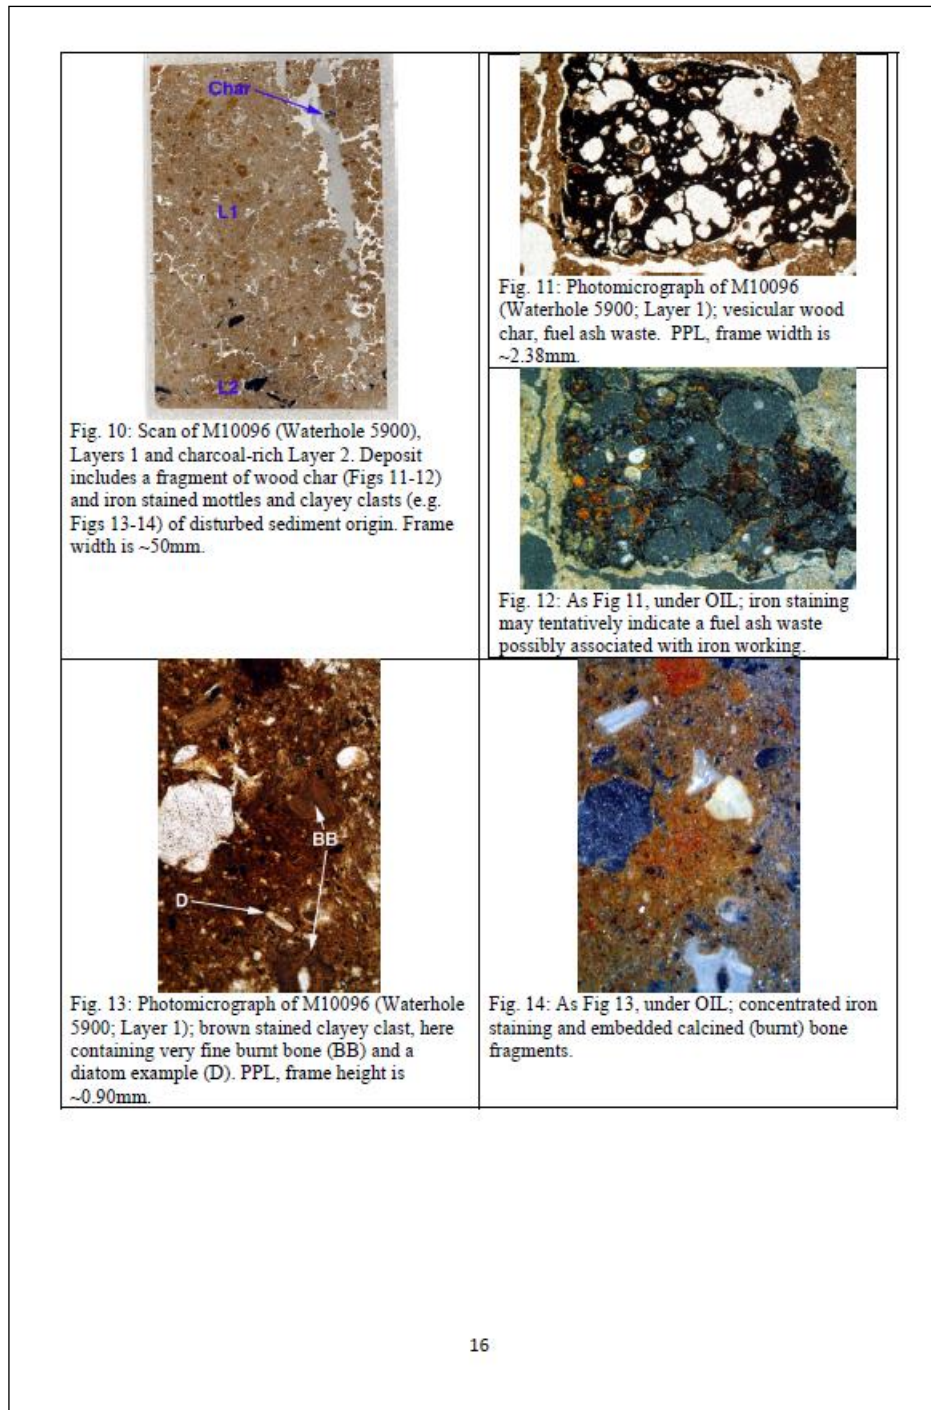 Char
L1
L2
Fig. 10: Scan of M10096 (Waterhole 5900),
Layers 1 and charcoal-rich Layer 2. Deposit
includes a fragment of wood char (Figs 11-12)
and iron stained mottles and clayey clasts (e.g.
Figs 13-14) of disturbed sediment origin. Frame
width is ~50mm.
Fig. 11: Photomicrograph of M10096
(Waterhole 5900; Layer 1); vesicular wood
char, fuel ash waste. PPL, frame width is
~2.38mm.
Fig. 12: As Fig 11, under OIL; iron staining
may tentatively indicate a fuel ash waste
possibly associated with iron working.
BB
D
Fig. 13: Photomicrograph of M10096 (Waterhole
5900; Layer 1); brown stained clayey clast, here
containing very fine burnt bone (BB) and a
diatom example (D). PPL, frame height is
~0.90mm.
Fig. 14: As Fig 13, under OIL; concentrated iron
staining and embedded calcined (burnt) bone
fragments.
16